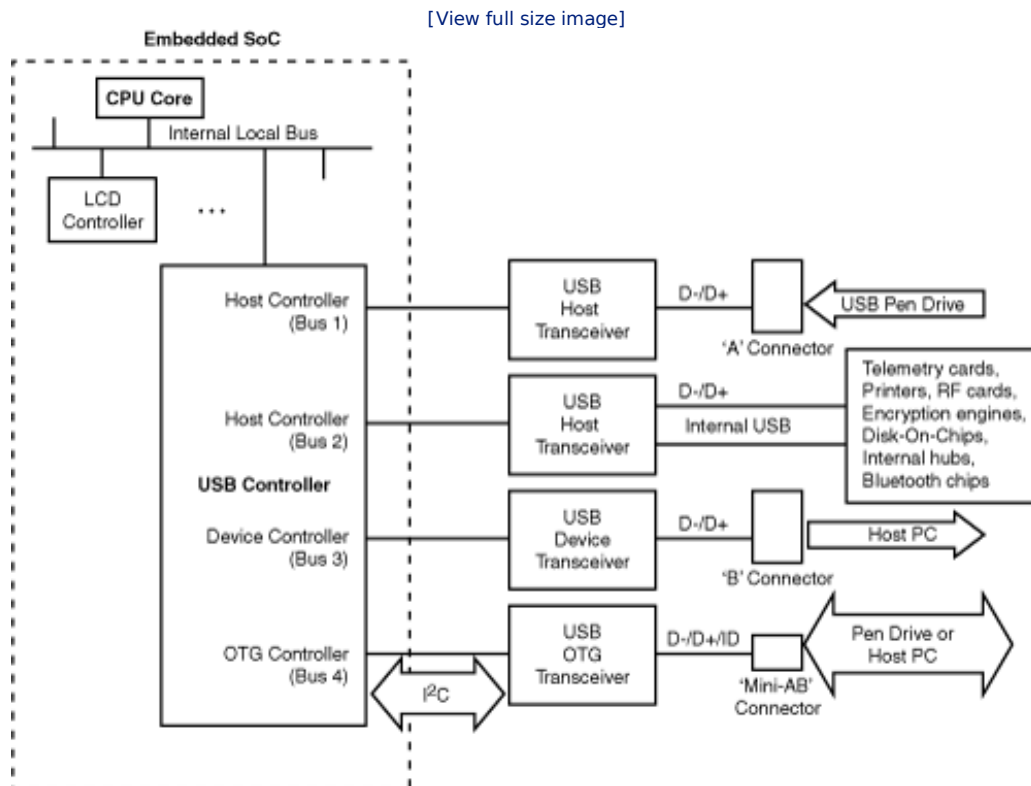 [View full size image]
Embedded SoC
CPU Core
Internal Local Bus
LCD
Controller
...
Host Controller
(Bus 1)
USB
Host
Transceiver
D-/D+
'A' Connector
USB Pen Drive
Host Controller
(Bus 2)
USB
Host
Transceiver
D-/D+
Internal USB
Telemetry cards,
Printers, RF cards,
Encryption engines,
Disk-On-Chips,
Internal hubs,
Bluetooth chips
USB Controller
Device Controller
(Bus 3)
USB
Device
Transceiver
D-/D+
'B' Connector
Host PC
OTG Controller
(Bus 4)
I²C
USB
OTG
Transceiver
D-/D+/ID
'Mini-AB'
Connector
Pen Drive or
Host PC